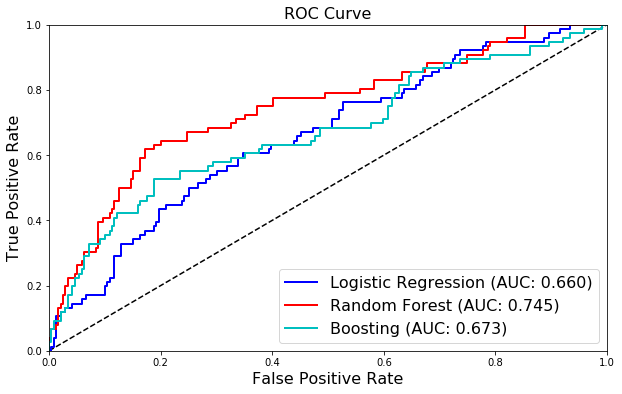 ROC Curve
True Positive Rate
1.0
0.8
0.6
0.4
0.2
0.0
Logistic Regression (AUC: 0.660)
Random Forest (AUC: 0.745)
Boosting (AUC: 0.673)
0.0 0.2 0.4 0.6 0.8 1.0
False Positive Rate